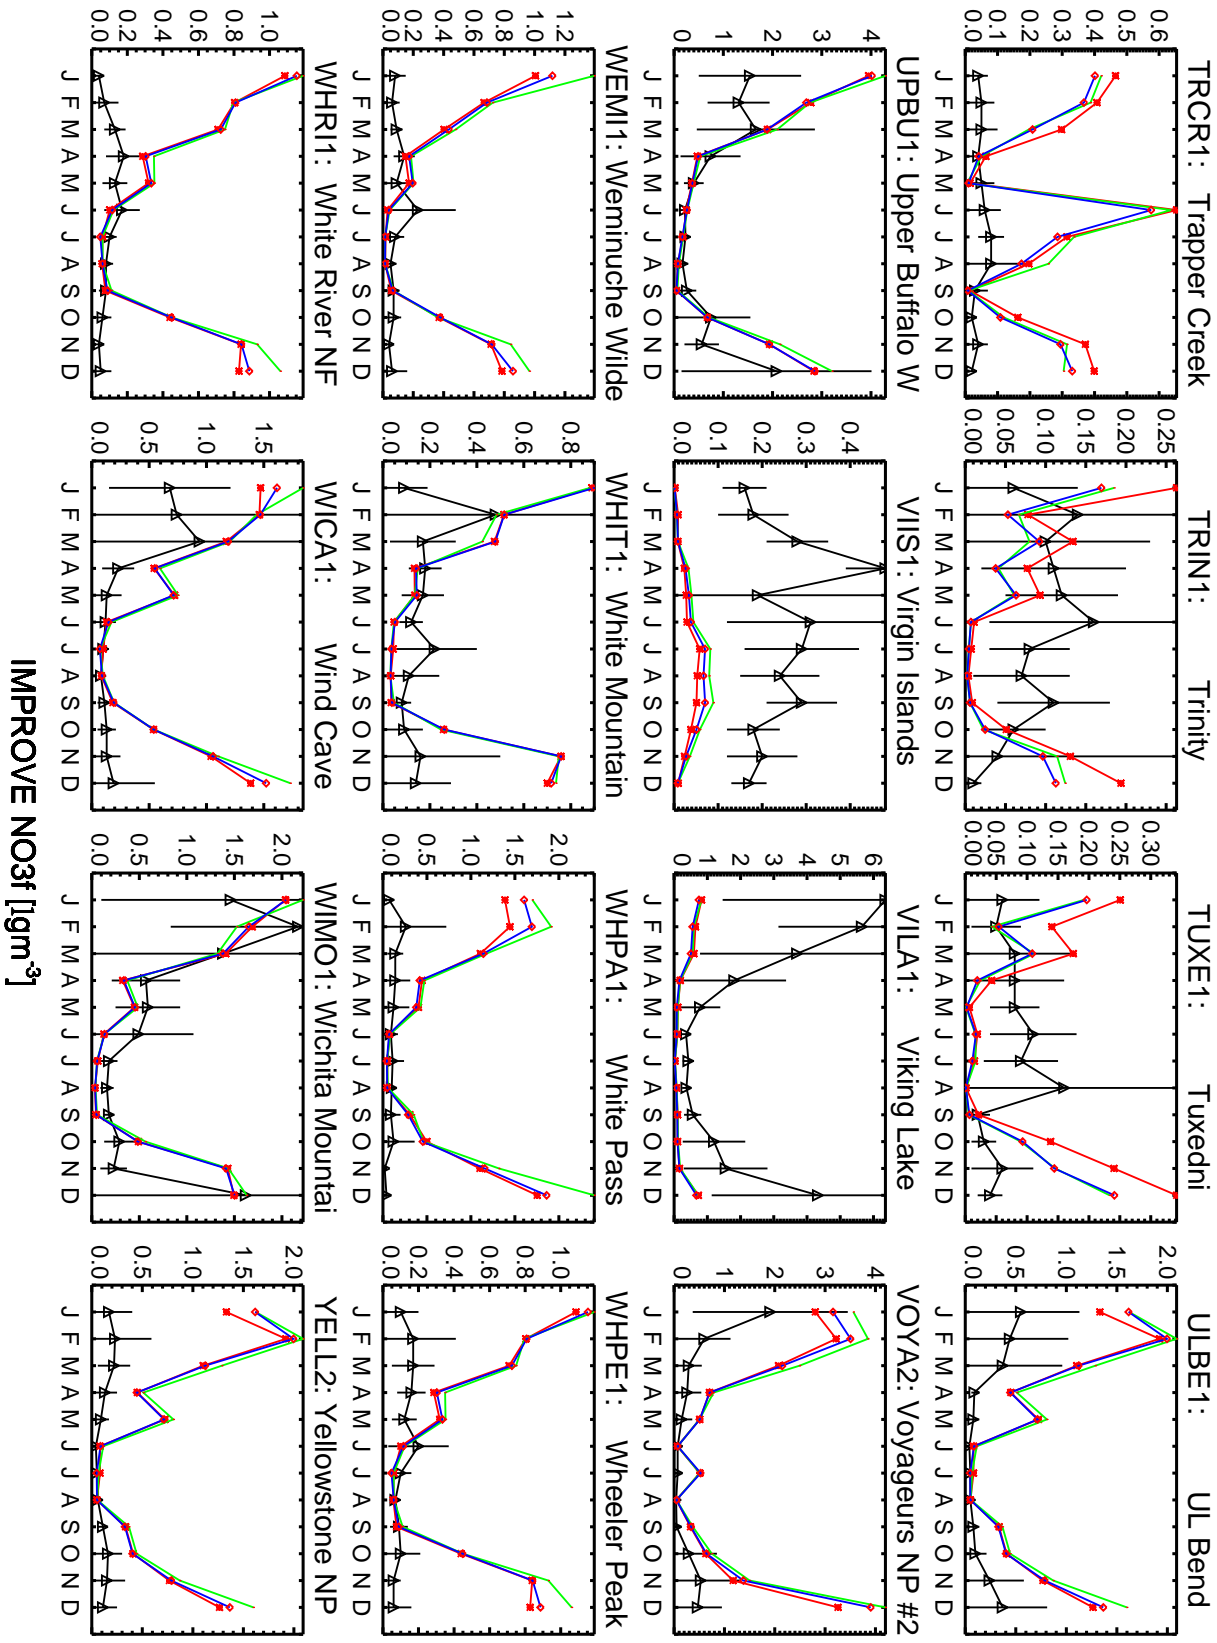 TRCR1: Trapper Creek
0.6
0.4
0.3
0.1
0.0
J F M A M J J A S O N D
TRIN1: Trinity
0.25
0.20
0.15
0.10
0.05
0.00
J F M A M J J A S O N D
TUXE1: Tuxedni
0.30
0.25
0.20
0.15
0.10
0.05
0.00
J F M A M J J A S O N D
ULBE1: UL Bend
2.0
1.5
1.0
0.5
0.0
J F M A M J J A S O N D
UPBU1: Upper Buffalo W
4
3
2
1
0
J F M A M J J A S O N D
VIIS1: Virgin Islands
0.4
0.2
0.1
0.0
J F M A M J J A S O N D
VILA1: Viking Lake
6
5
4
3
2
1
0
J F M A M J J A S O N D
VOYA2: Voyageurs NP #2
4
3
2
1
0
J F M A M J J A S O N D
WEMI1: Weminuche Wilde
1.2
1.0
0.8
0.6
0.4
0.2
0.0
J F M A M J J A S O N D
WHIT1: White Mountain
0.8
0.6
0.4
0.2
0.0
J F M A M J J A S O N D
WHPA1: White Pass
2.0
1.5
1.0
0.5
0.0
J F M A M J J A S O N D
WHPE1: Wheeler Peak
1.0
0.8
0.6
0.4
0.2
0.0
J F M A M J J A S O N D
WHRI1: White River NF
1.0
0.8
0.6
0.4
0.2
0.0
J F M A M J J A S O N D
WICA1: Wind Cave
1.5
1.0
0.5
0.0
J F M A M J J A S O N D
WIMO1: Wichita Mountai
2.0
1.5
1.0
0.5
0.0
J F M A M J J A S O N D
YELL2: Yellowstone NP
2.0
1.5
1.0
0.5
0.0
J F M A M J J A S O N D
IMPROVE NO3f [1gm⁻³]